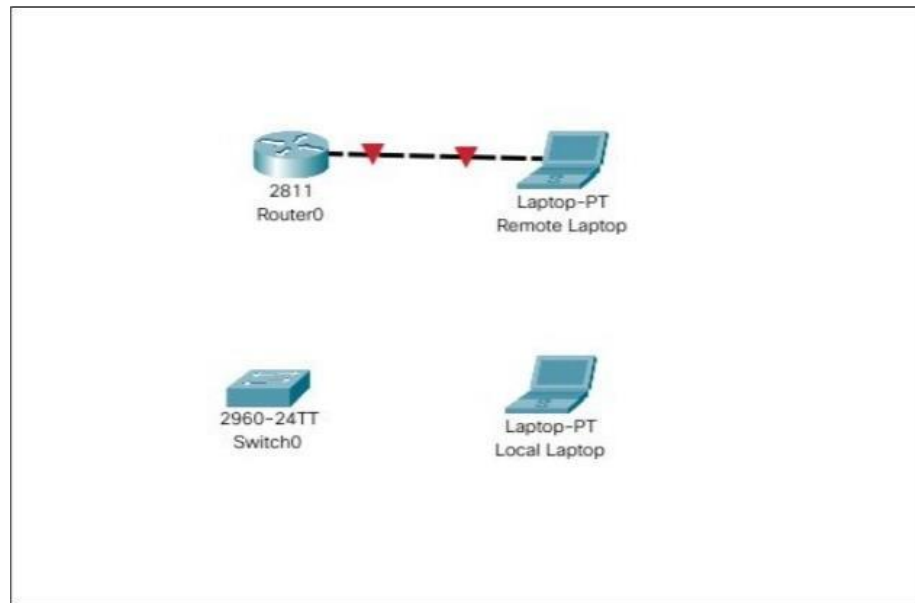 2811
Router0
Laptop-PT
Remote Laptop
2960-24TT
Switch0
Laptop-PT
Local Laptop